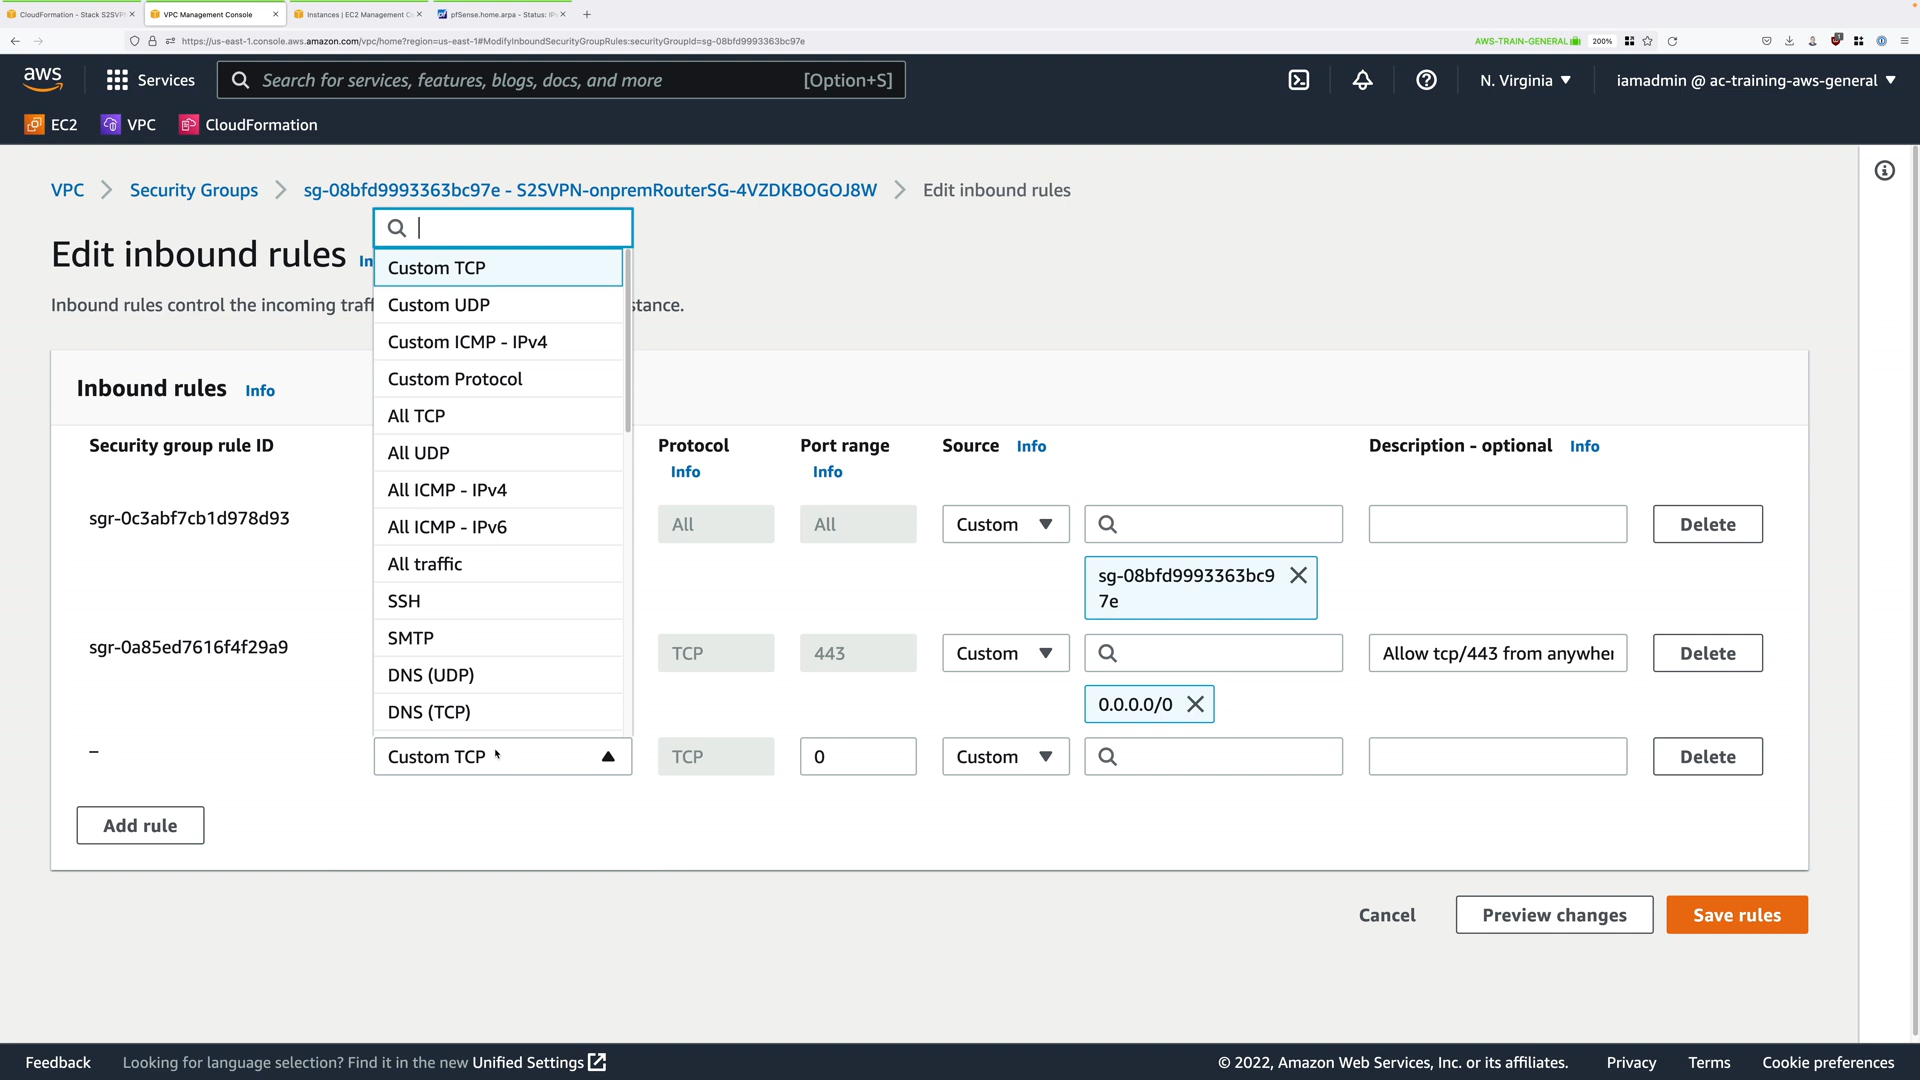 CloudFormation - Stack S2SVP
VPC Management Console
Instances | EC2 Management C
pfSense.home.arpa - Status: IP
https://us-east-1.console.aws.amazon.com/vpc/home?region=us-east-1#ModifyInboundSecurityGroupRules:securityGroupId=sg-08bfd9993363bc97e
AWS-TRAIN-GENERAL
200%
aws
Services
Search for services, features, blogs, docs, and more
[Option+S]
N. Virginia
iamadmin @ ac-training-aws-general
EC2
VPC
CloudFormation
VPC
Security Groups
sg-08bfd9993363bc97e - S2SVPN-onpremRouterSG-4VZDKBOGOJ8W
Edit inbound rules
Edit inbound rules
In
Inbound rules control the incoming traff
stance.
Custom TCP
Custom UDP
Custom ICMP - IPv4
Custom Protocol
All TCP
All UDP
All ICMP - IPv4
All ICMP - IPv6
All traffic
SSH
SMTP
DNS (UDP)
DNS (TCP)
Inbound rules
Info
Security group rule ID
Protocol
Info
Port range
Info
Source
Info
Description - optional
Info
sgr-0c3abf7cb1d978d93
All
All
Custom
Delete
sg-08bfd9993363bc9
7e
sgr-0a85ed7616f4f29a9
TCP
443
Custom
Allow tcp/443 from anywher
Delete
0.0.0.0/0
–
Custom TCP
TCP
0
Custom
Delete
Add rule
Cancel
Preview changes
Save rules
Feedback
Looking for language selection? Find it in the new Unified Settings
© 2022, Amazon Web Services, Inc. or its affiliates.
Privacy
Terms
Cookie preferences